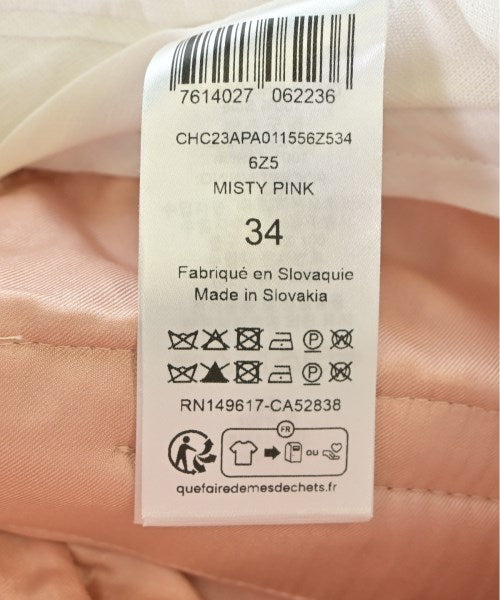 7614027 062236
CHC23APA011556Z534
6Z5
MISTY PINK
34
Fabriqué en Slovaquie
Made in Slovakia
P
P
RN149617-CA52838
FR
OU
quefairedemesdechets.fr